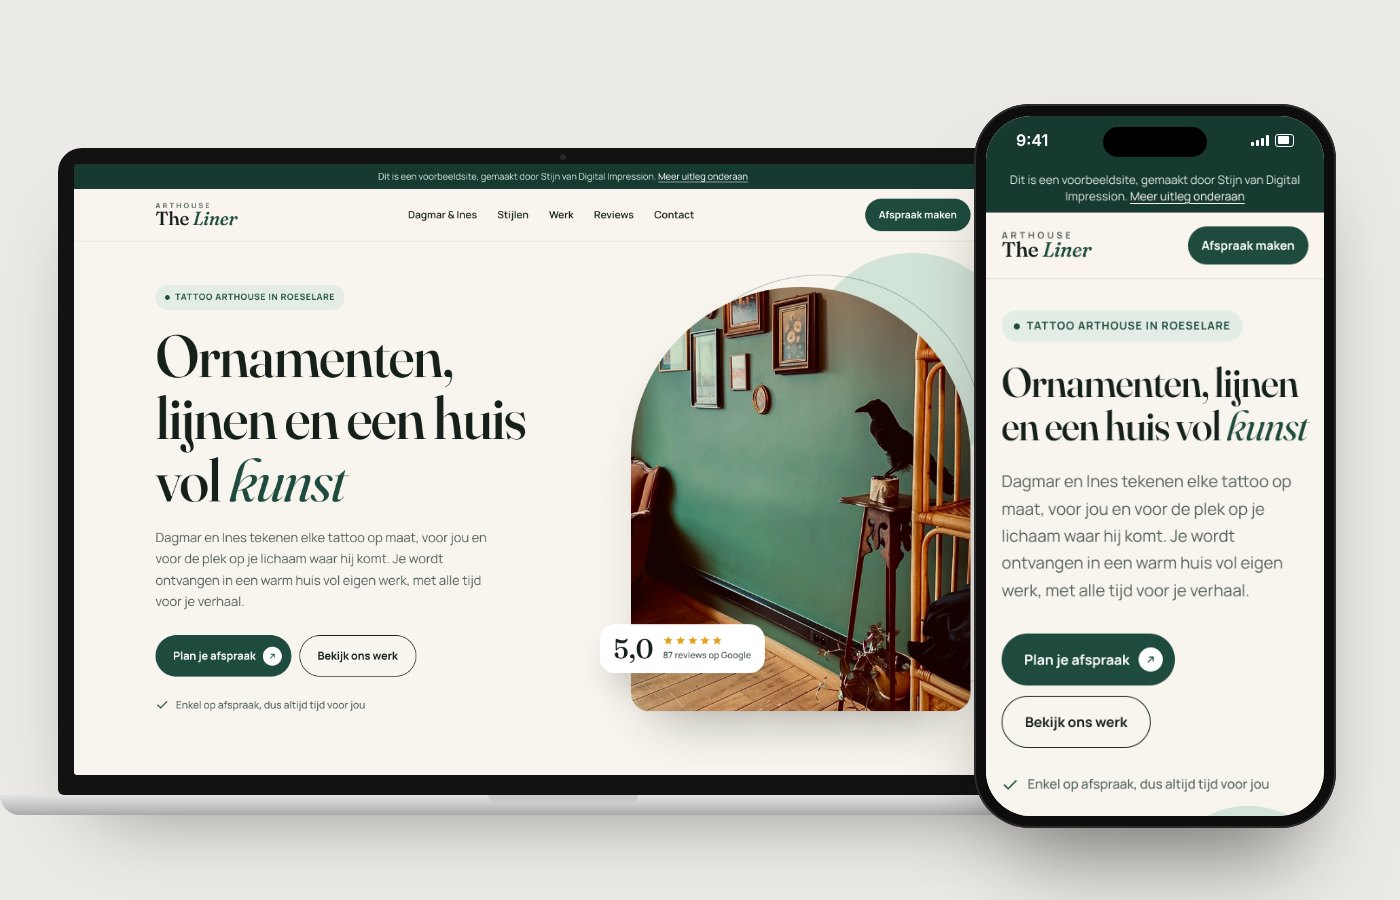 Dit is een voorbeeldsite, gemaakt door Stijn van Digital Impression. Meer uitleg onderaan
ARTHOUSE
The Liner
Dagmar & Ines
Stijlen
Werk
Reviews
Contact
Afspraak maken
TATTOO ARTHOUSE IN ROESELARE
Ornamenten,
lijnen en een huis
vol kunst
Dagmar en Ines tekenen elke tattoo op maat, voor jou en
voor de plek op je lichaam waar hij komt. Je wordt
ontvangen in een warm huis vol eigen werk, met alle tijd
voor je verhaal.
Plan je afspraak
Bekijk ons werk
Enkel op afspraak, dus altijd tijd voor jou
5,0
87 reviews op Google
9:41
Dit is een voorbeeldsite, gemaakt door Stijn van Digital
Impression. Meer uitleg onderaan
ARTHOUSE
The Liner
Afspraak maken
TATTOO ARTHOUSE IN ROESELARE
Ornamenten, lijnen
en een huis vol kunst
Dagmar en Ines tekenen elke tattoo op
maat, voor jou en voor de plek op je
lichaam waar hij komt. Je wordt
ontvangen in een warm huis vol eigen
werk, met alle tijd voor je verhaal.
Plan je afspraak
Bekijk ons werk
Enkel op afspraak, dus altijd tijd voor jou